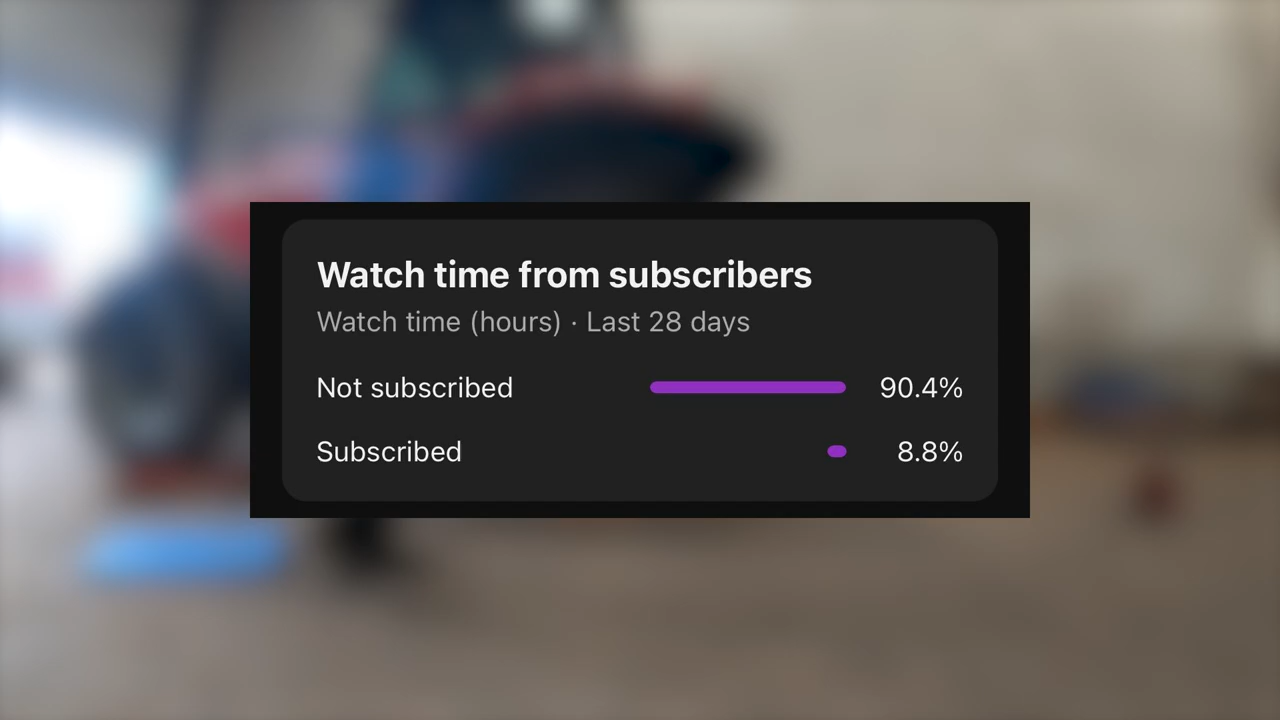 Watch time from subscribers
Watch time (hours) · Last 28 days
Not subscribed 90.4%
Subscribed 8.8%